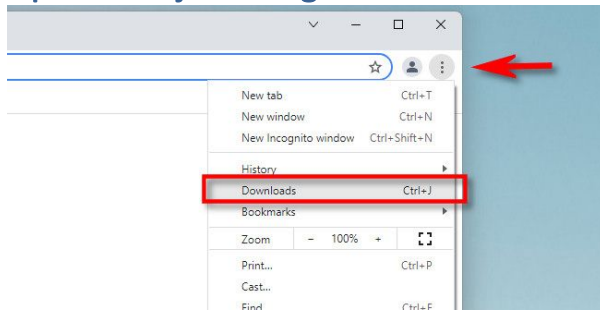 New tab Ctrl+T
New window Ctrl+N
New Incognito window Ctrl+Shift+N
History
Downloads Ctrl+J
Bookmarks
Zoom - 100% +
Print... Ctrl+P
Cast...
Find... Ctrl+F